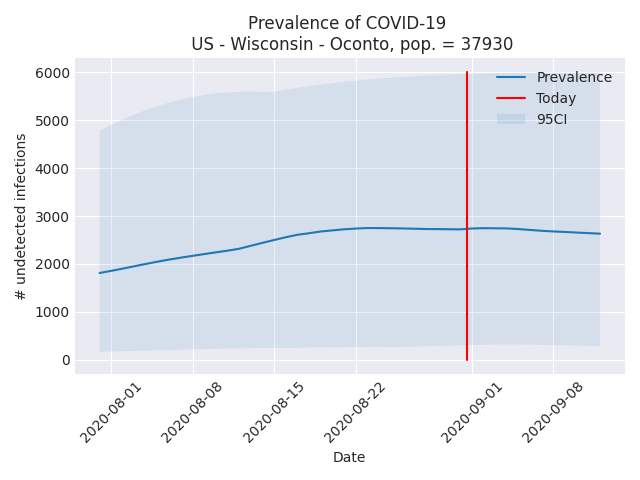 Prevalence of COVID-19
US - Wisconsin - Oconto, pop. = 37930
6000
5000
4000
3000
2000
1000
0
# undetected infections
Prevalence
Today
95CI
2020-08-01
2020-08-08
2020-08-15
2020-08-22
2020-09-01
2020-09-08
Date